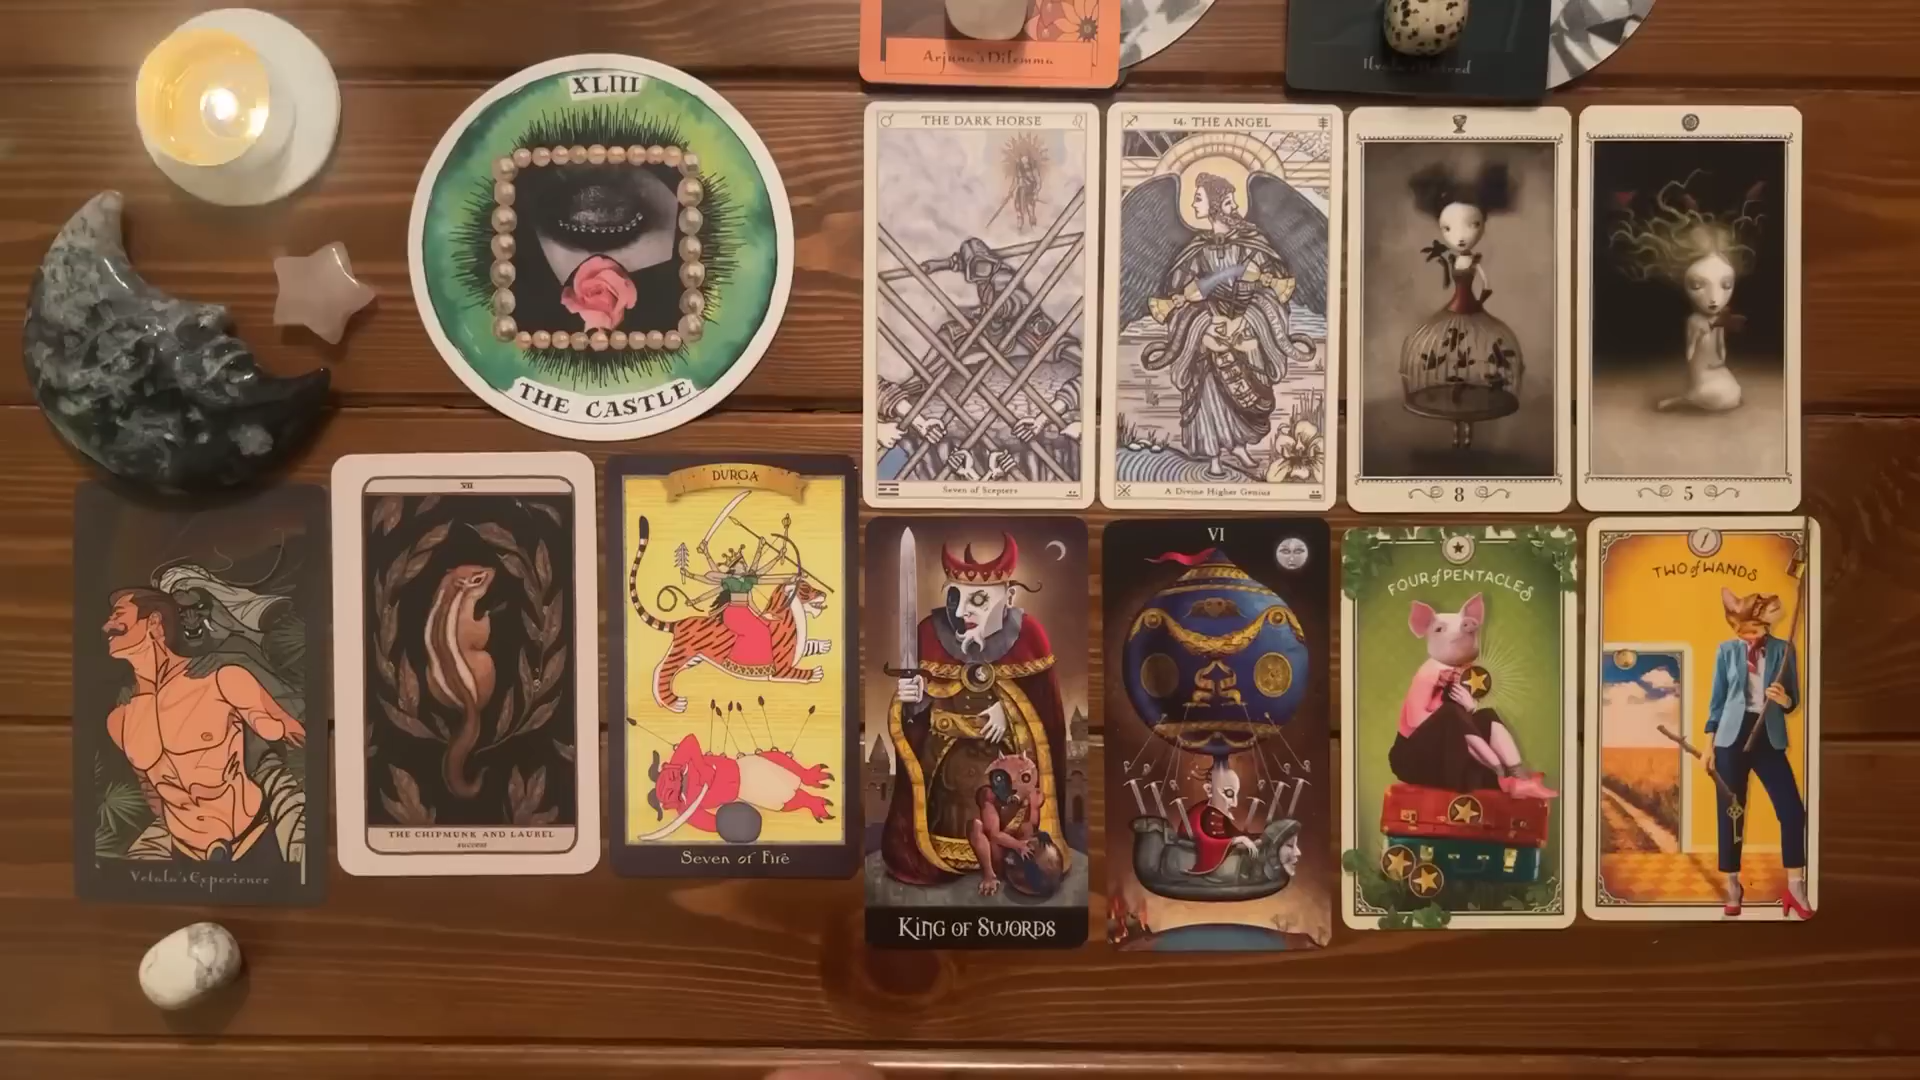 Arjuna's Dilemma
XLIII
THE CASTLE
THE DARK HORSE
Seven of Scepters
14. THE ANGEL
A Divine Higher Genius
8
5
Vetala's Experience
VII
THE CHIPMUNK AND LAUREL
success
DURGA
Seven of Fire
KING OF SWORDS
VI
FOUR of PENTACLES
TWO of WANDS